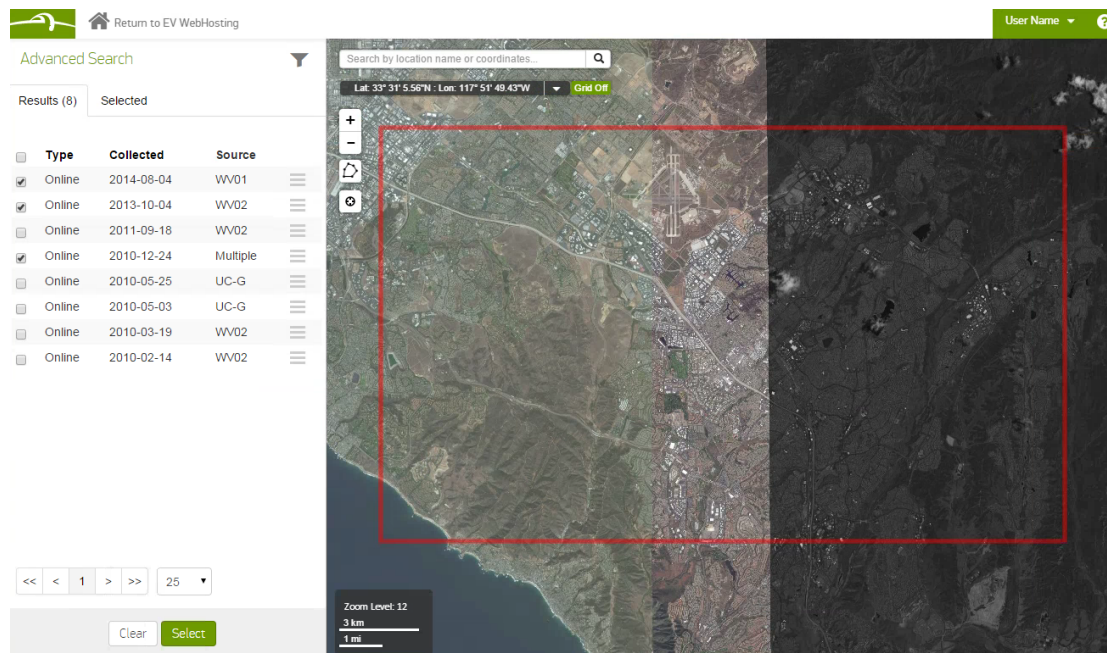 Return to EV WebHosting
User Name
?
Advanced Search
Results (8) Selected
Type Collected Source
Online 2014-08-04 WV01
Online 2013-10-04 WV02
Online 2011-09-18 WV02
Online 2010-12-24 Multiple
Online 2010-05-25 UC-G
Online 2010-05-03 UC-G
Online 2010-03-19 WV02
Online 2010-02-14 WV02
<< < 1 > >> 25
Clear Select
Search by location name or coordinates...
Lat: 33° 31' 5.56"N : Lon: 117° 51' 49.43"W Grid Off
+
−
Zoom Level: 12
3 km
1 mi